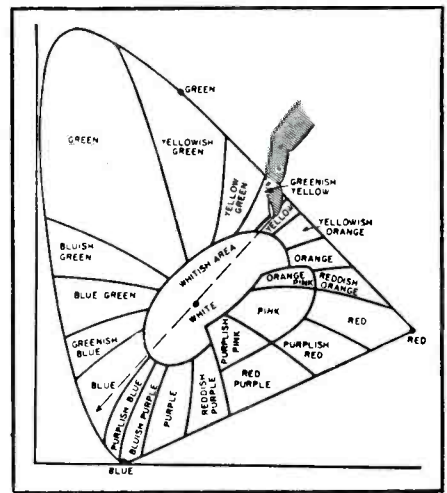 GREEN
GREEN
YELLOWISH
GREEN
YELLOW
GREEN
GREENISH
YELLOW
YELLOW
YELLOWISH
ORANGE
BLUISH
GREEN
WHITISH AREA
ORANGE
BLUE GREEN
ORANGE
PINK
REDDISH
ORANGE
WHITE
PINK
RED
RED
GREENISH
BLUE
PURPLISH
PINK
PURPLISH
RED
BLUE
PURPLISH BLUE
BLUISH PURPLE
PURPLE
REDDISH
PURPLE
RED
PURPLE
BLUE